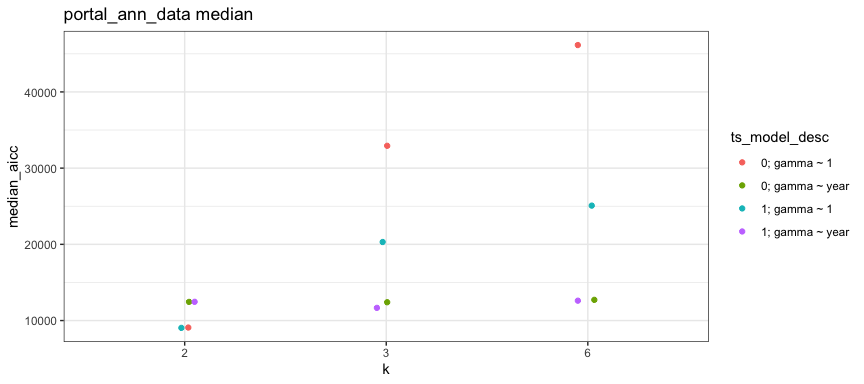 portal_ann_data median
median_aicc
40000
30000
20000
10000
2
3
6
k
ts_model_desc
0; gamma ~ 1
0; gamma ~ year
1; gamma ~ 1
1; gamma ~ year